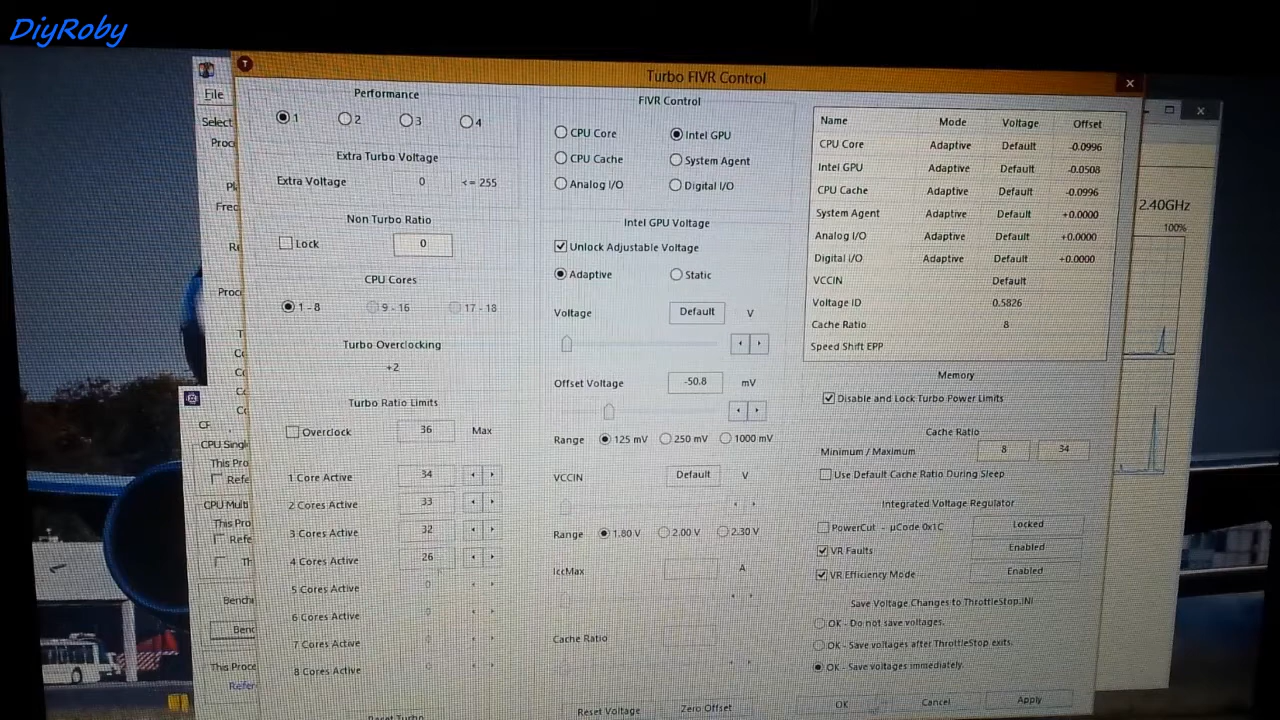 DiyRoby
Turbo FIVR Control
File
Performance
1 2 3 4
Extra Turbo Voltage
Extra Voltage 0 <= 255
Non Turbo Ratio
Lock 0
CPU Cores
1 - 8 9 - 16 17 - 18
Turbo Overclocking
+2
Turbo Ratio Limits
Overclock 36 Max
1 Core Active 34
2 Cores Active 33
3 Cores Active 32
4 Cores Active 26
5 Cores Active 0
6 Cores Active 0
7 Cores Active 0
8 Cores Active 0
FIVR Control
CPU Core Intel GPU
CPU Cache System Agent
Analog I/O Digital I/O
Intel GPU Voltage
Unlock Adjustable Voltage
Adaptive Static
Voltage Default V
Offset Voltage -50.8 mV
Range 125 mV 250 mV 1000 mV
VCCIN Default V
Range 1.80 V 2.00 V 2.30 V
IccMax A
Cache Ratio
Reset Voltage Zero Offset
Name Mode Voltage Offset
CPU Core Adaptive Default -0.0996
Intel GPU Adaptive Default -0.0508
CPU Cache Adaptive Default -0.0996
System Agent Adaptive Default +0.0000
Analog I/O Adaptive Default +0.0000
Digital I/O Adaptive Default +0.0000
VCCIN Default
Voltage ID 0.5826
Cache Ratio 8
Speed Shift EPP
Memory
Disable and Lock Turbo Power Limits
Cache Ratio
Minimum / Maximum 8 34
Use Default Cache Ratio During Sleep
Integrated Voltage Regulator
PowerCut - µCode 0x1C Locked
VR Faults Enabled
VR Efficiency Mode Enabled
Save Voltage Changes to ThrottleStop.INI
OK - Do not save voltages.
OK - Save voltages after ThrottleStop exits.
OK - Save voltages immediately.
OK Cancel Apply
2.40GHz
100%
Select
CPU Singl
This Pro
Refe
CPU Multi
This Pro
Refe
Bench
Benc
This Proce
Refer